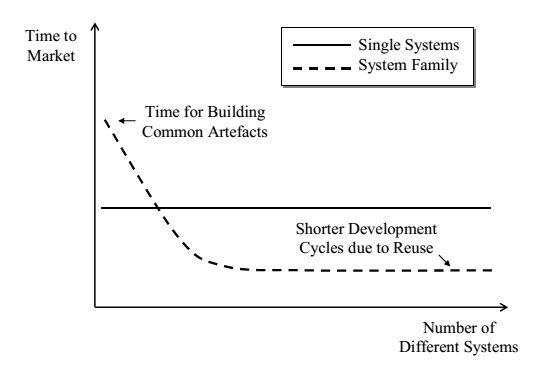 Time to
Market
Single Systems
System Family
Time for Building
Common Artefacts
Shorter Development
Cycles due to Reuse
Number of
Different Systems